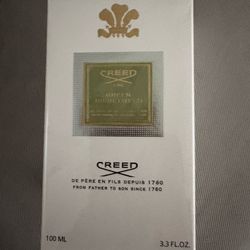 CREED
CREED
DE PÈRE EN FILS DEPUIS 1760
FROM FATHER TO SON SINCE 1760
100 ML
3.3 FL.OZ.